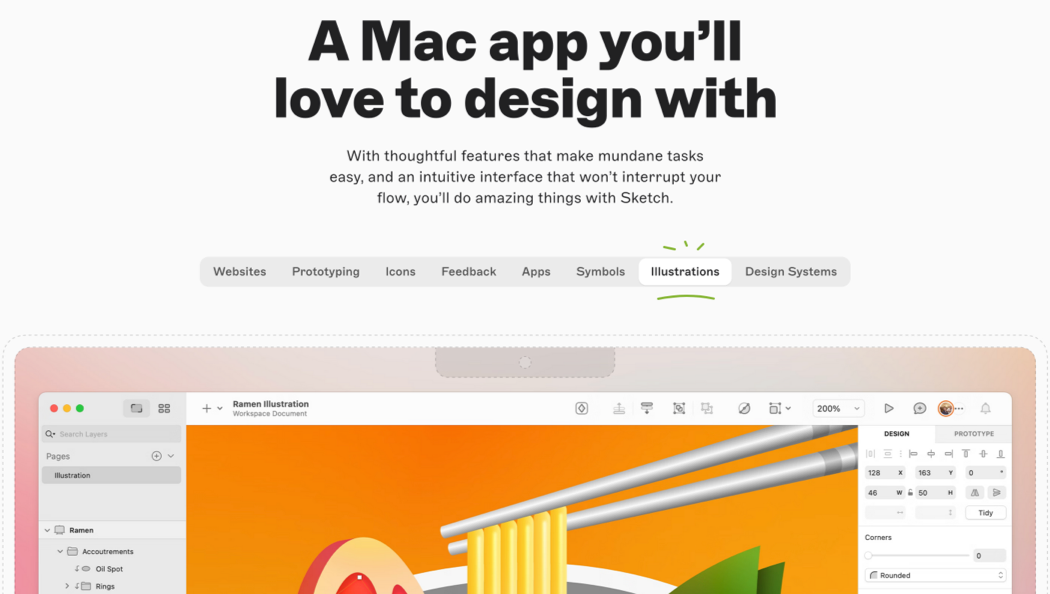 A Mac app you’ll
love to design with
With thoughtful features that make mundane tasks
easy, and an intuitive interface that won't interrupt your
flow, you'll do amazing things with Sketch.
Websites Prototyping Icons Feedback Apps Symbols Illustrations Design Systems
Ramen Illustration
Workspace Document
200%
Search Layers
DESIGN PROTOTYPE
Pages
128 X 163 Y 0 °
Illustration
46 W 50 H
Tidy
Ramen
Corners
Accoutrements
0
Oil Spot
Rounded
Rings